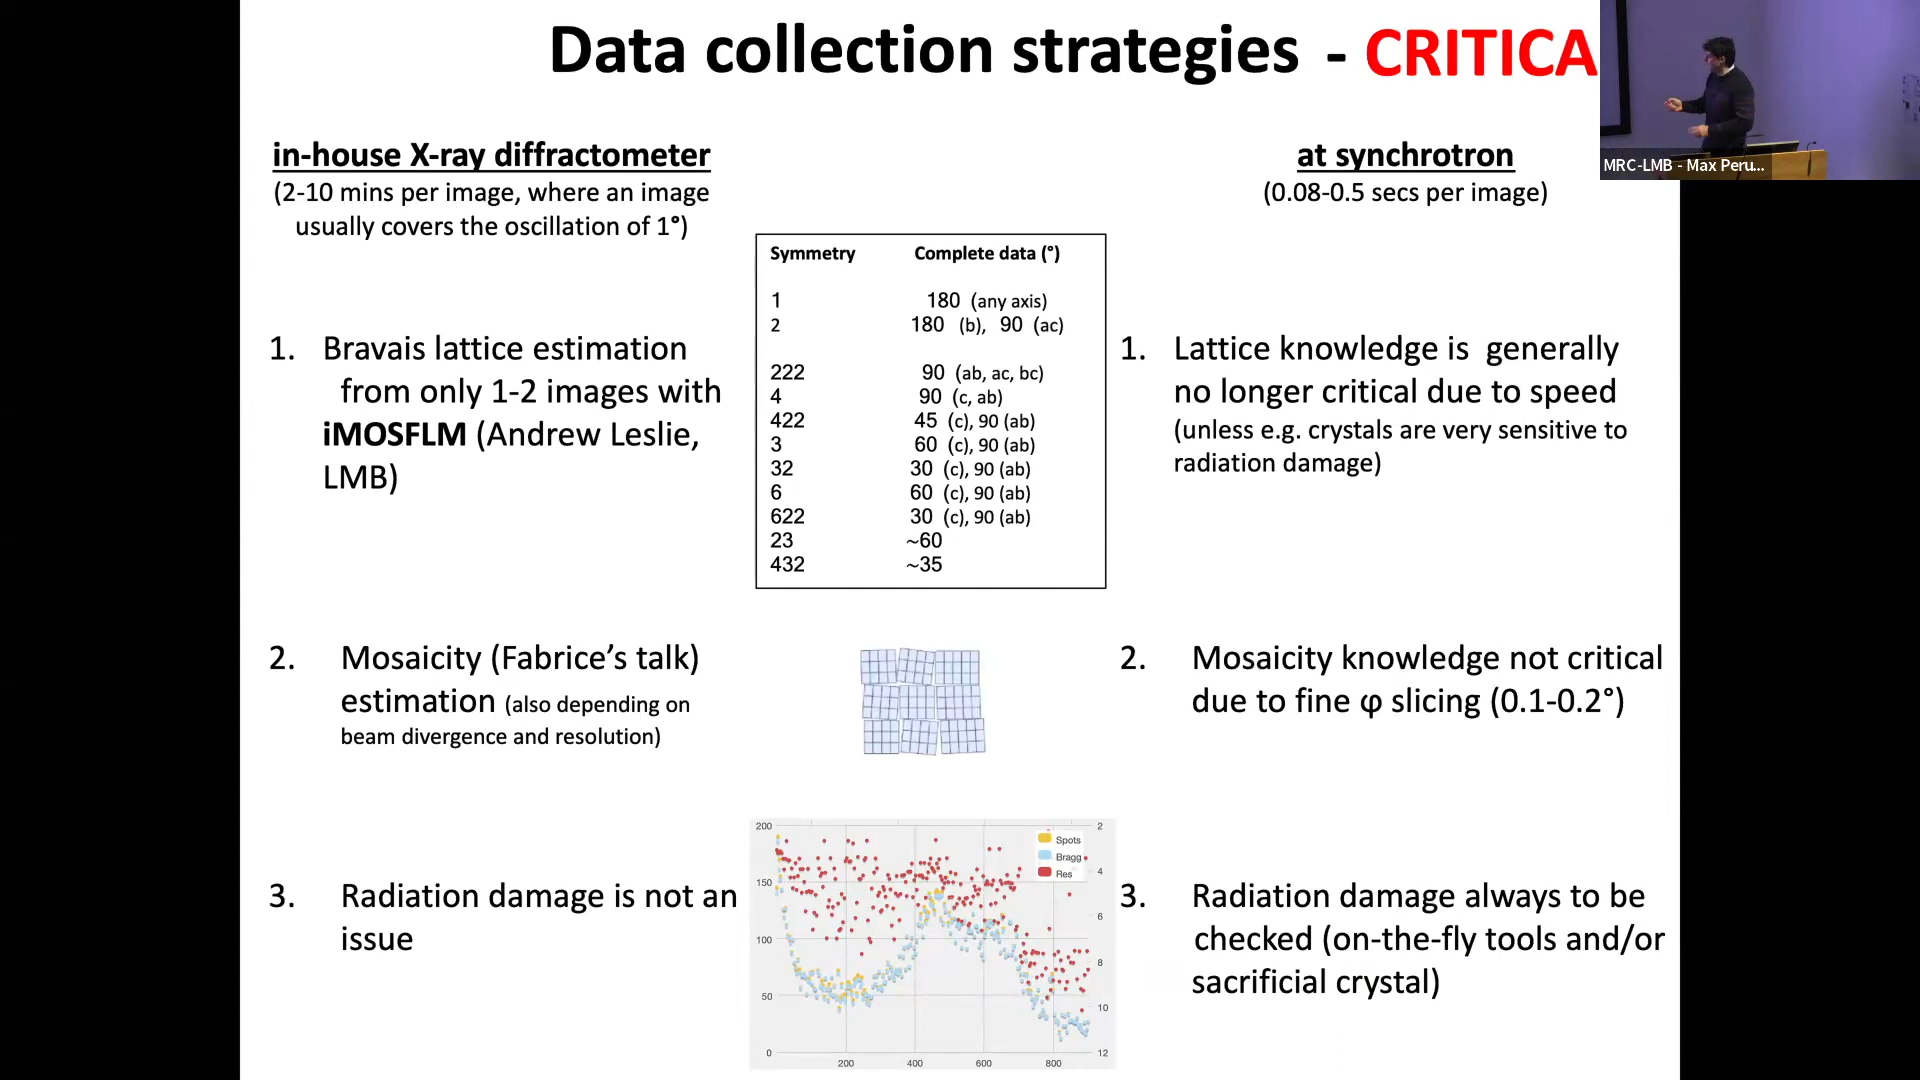 Data collection strategies - CRITICA
MRC-LMB - Max Peru...
in-house X-ray diffractometer
(2-10 mins per image, where an image
usually covers the oscillation of 1°)
at synchrotron
(0.08-0.5 secs per image)
Symmetry Complete data (°)
1 180 (any axis)
2 180 (b), 90 (ac)
222 90 (ab, ac, bc)
4 90 (c, ab)
422 45 (c), 90 (ab)
3 60 (c), 90 (ab)
32 30 (c), 90 (ab)
6 60 (c), 90 (ab)
622 30 (c), 90 (ab)
23 ~60
432 ~35
1. Bravais lattice estimation
from only 1-2 images with
iMOSFLM (Andrew Leslie,
LMB)
1. Lattice knowledge is generally
no longer critical due to speed
(unless e.g. crystals are very sensitive to
radiation damage)
2. Mosaicity (Fabrice’s talk)
estimation (also depending on
beam divergence and resolution)
2. Mosaicity knowledge not critical
due to fine φ slicing (0.1-0.2°)
3. Radiation damage is not an
issue
200
150
100
50
0
200 400 600 800
2
4
6
8
10
12
Spots
Bragg
Res
3. Radiation damage always to be
checked (on-the-fly tools and/or
sacrificial crystal)